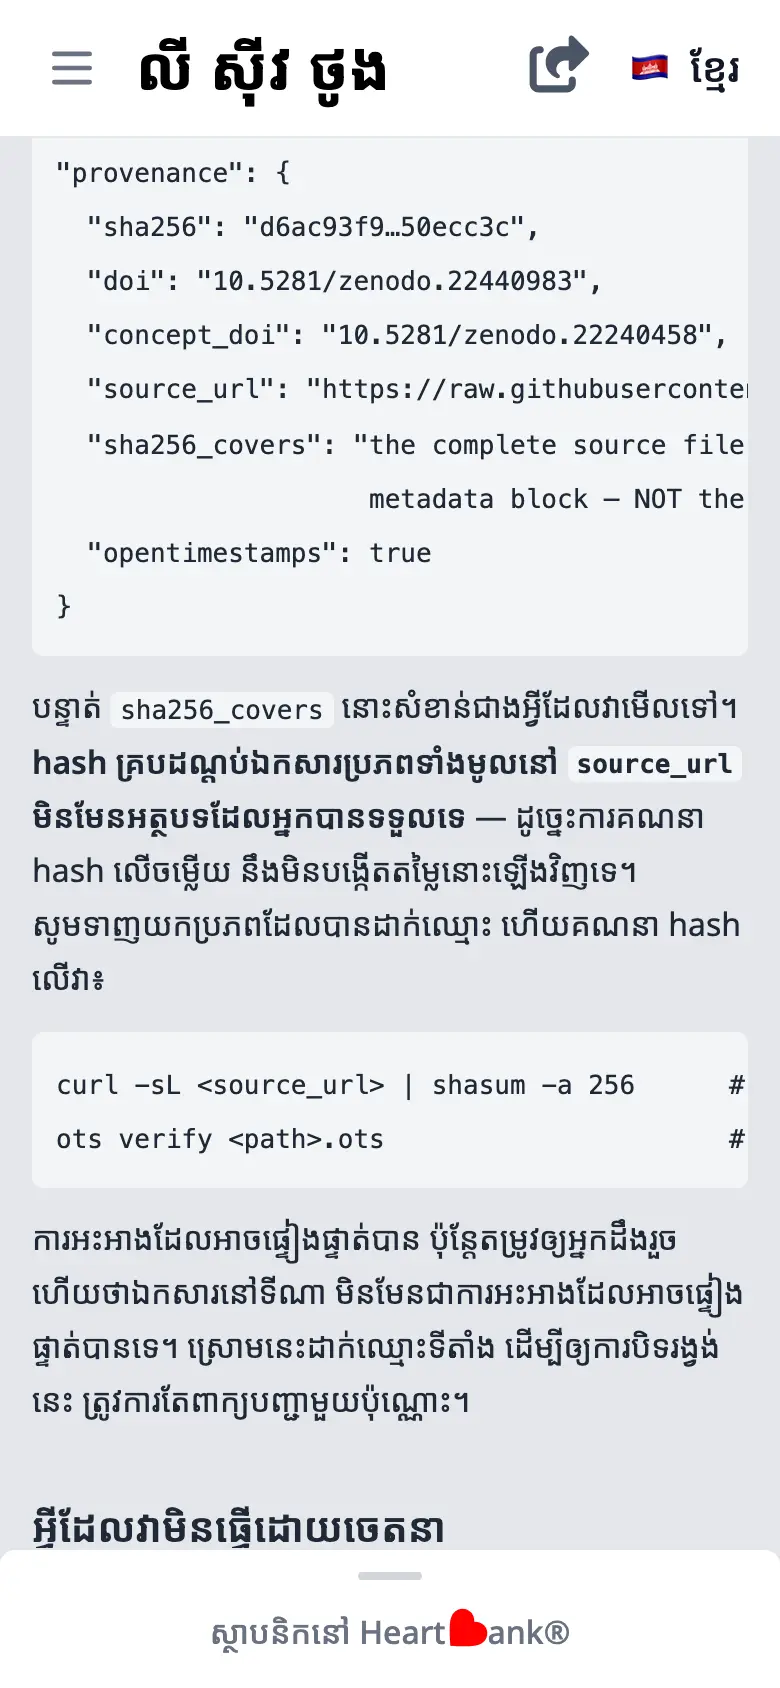 លី ស៊ីវ ថូង
ខ្មែរ
"provenance": {
"sha256": "d6ac93f9…50ecc3c",
"doi": "10.5281/zenodo.22440983",
"concept_doi": "10.5281/zenodo.22240458",
"source_url": "https://raw.githubuserconte
"sha256_covers": "the complete source file
metadata block — NOT the
"opentimestamps": true
}
បន្ទាត់ sha256_covers នោះសំខាន់ជាងអ្វីដែលវាមើលទៅ។
hash គ្របដណ្តប់ឯកសារប្រភពទាំងមូលនៅ source_url
មិនមែនអត្ថបទដែលអ្នកបានទទួលទេ — ដូច្នេះការគណនា
hash លើចម្លើយ នឹងមិនបង្កើតតម្លៃនោះឡើងវិញទេ។
សូមទាញយកប្រភពដែលបានដាក់ឈ្មោះ ហើយគណនា hash
លើវា៖
curl -sL <source_url> | shasum -a 256 #
ots verify <path>.ots #
ការអះអាងដែលអាចផ្ទៀងផ្ទាត់បាន ប៉ុន្តែតម្រូវឲ្យអ្នកដឹងរួច
ហើយថាឯកសារនៅទីណា មិនមែនជាការអះអាងដែលអាចផ្ទៀង
ផ្ទាត់បានទេ។ ស្រោមនេះដាក់ឈ្មោះទីតាំង ដើម្បីឲ្យការបិទរង្វង់
នេះ ត្រូវការតែពាក្យបញ្ជាមួយប៉ុណ្ណោះ។
អ្វីដែលវាមិនធ្វើដោយចេតនា
ស្ថាបនិកនៅ Heart ank®